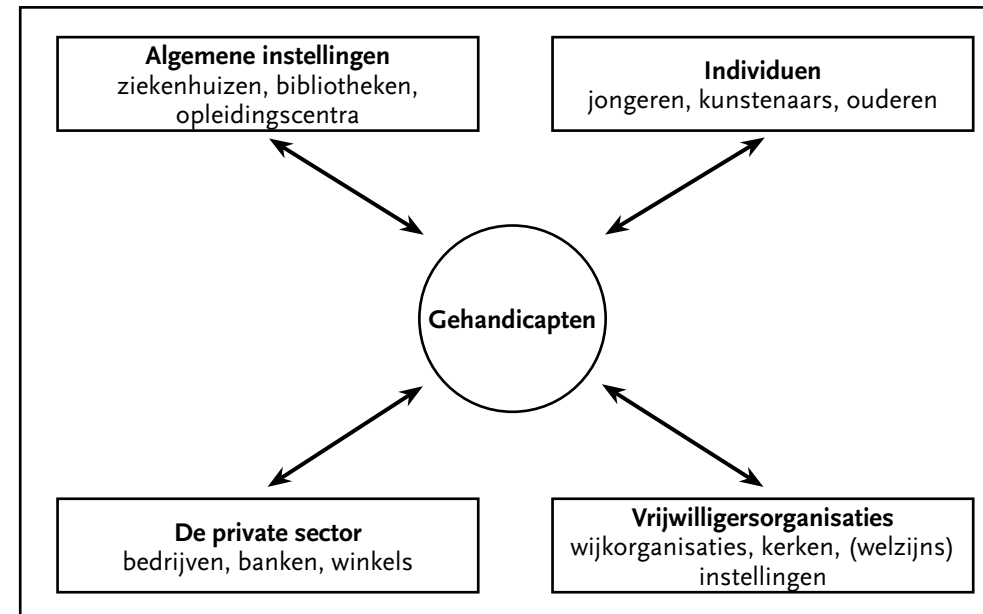 Algemene instellingen
ziekenhuizen, bibliotheken,
opleidingscentra
Individuen
jongeren, kunstenaars, ouderen
Gehandicapten
De private sector
bedrijven, banken, winkels
Vrijwilligersorganisaties
wijkorganisaties, kerken, (welzijns)
instellingen